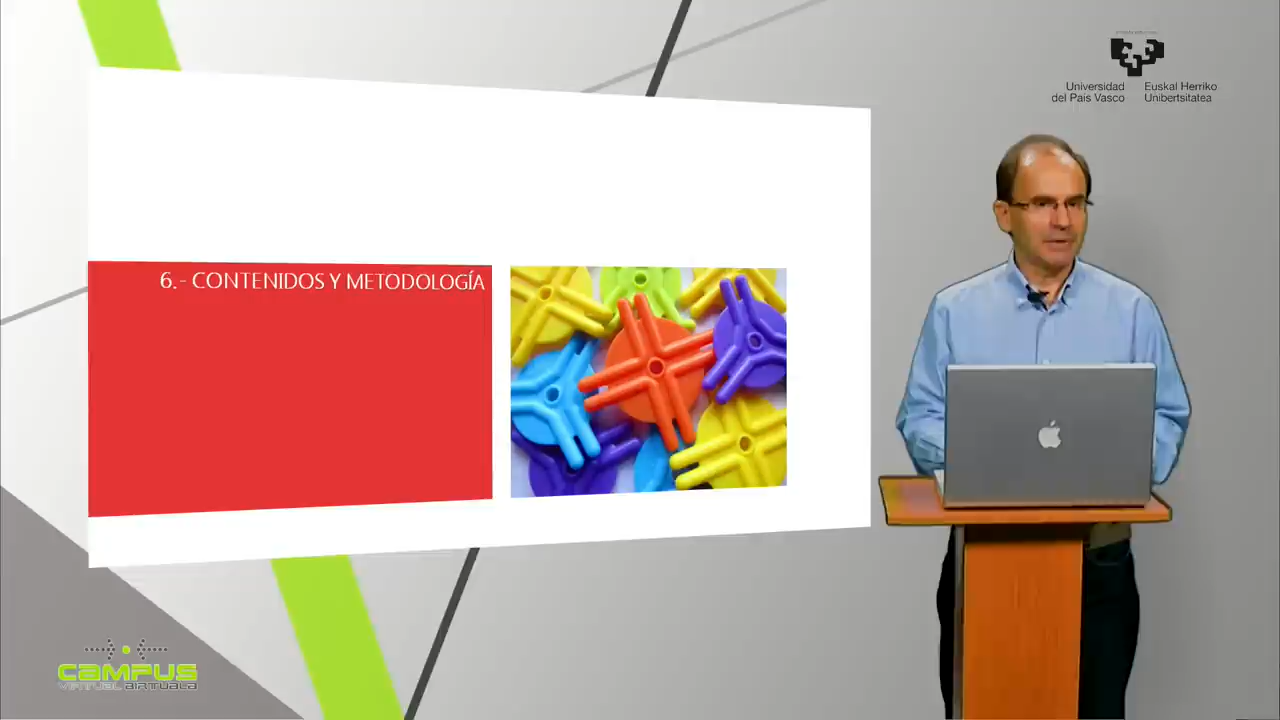 Universidad
del País Vasco
Euskal Herriko
Unibertsitatea
6.- CONTENIDOS Y METODOLOGÍA
CAMPUS
VIRTUAL BIRTUALA